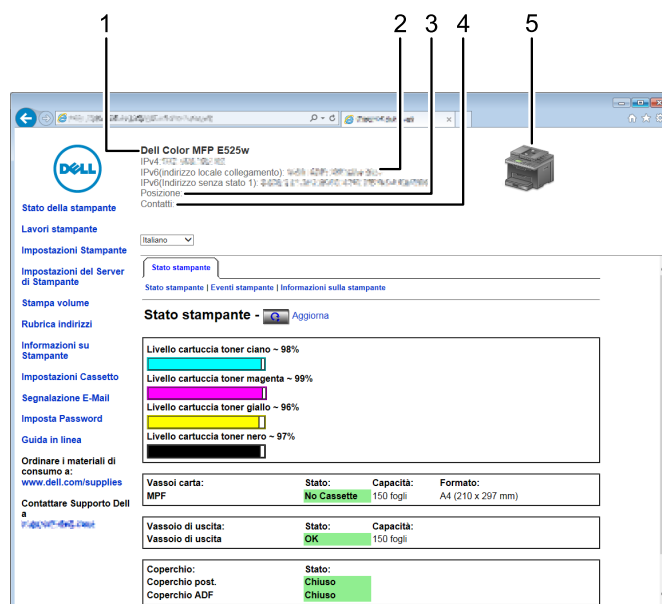 1 2 3 4 5
Dell Color MFP E525w
IPv4:
IPv6(indirizzo locale collegamento):
IPv6(Indirizzo senza stato 1):
Posizione:
Contatti:
DELL
Italiano
Stato della stampante
Lavori stampante
Impostazioni Stampante
Impostazioni del Server
di Stampante
Stampa volume
Rubrica indirizzi
Informazioni su
Stampante
Impostazioni Cassetto
Segnalazione E-Mail
Imposta Password
Guida in linea
Ordinare i materiali di
consumo a:
www.dell.com/supplies
Contattare Supporto Dell
a
Stato stampante
Stato stampante | Eventi stampante | Informazioni sulla stampante
Stato stampante - Aggiorna
Livello cartuccia toner ciano ~ 98%
Livello cartuccia toner magenta ~ 99%
Livello cartuccia toner giallo ~ 96%
Livello cartuccia toner nero ~ 97%
Vassoi carta: Stato: Capacità: Formato:
MPF No Cassette 150 fogli A4 (210 x 297 mm)
Vassoio di uscita: Stato: Capacità:
Vassoio di uscita OK 150 fogli
Coperchio: Stato:
Coperchio post. Chiuso
Coperchio ADF Chiuso